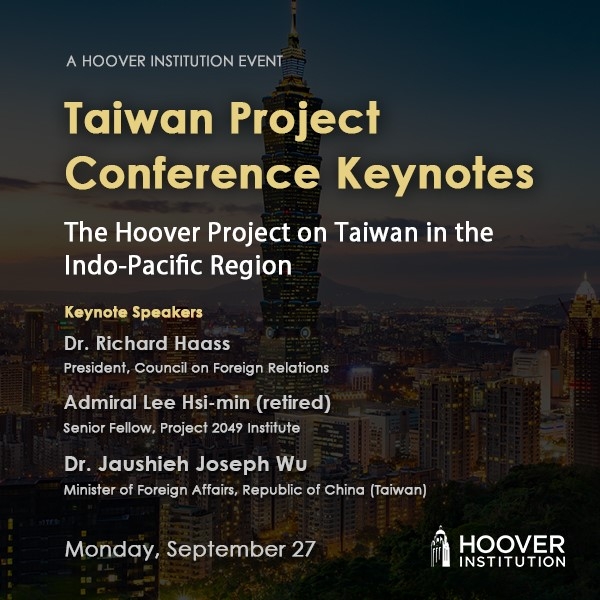 A HOOVER INSTITUTION EVENT
Taiwan Project
Conference Keynotes
The Hoover Project on Taiwan in the
Indo-Pacific Region
Keynote Speakers
Dr. Richard Haass
President, Council on Foreign Relations
Admiral Lee Hsi-min (retired)
Senior Fellow, Project 2049 Institute
Dr. Jaushieh Joseph Wu
Minister of Foreign Affairs, Republic of China (Taiwan)
Monday, September 27
HOOVER
INSTITUTION